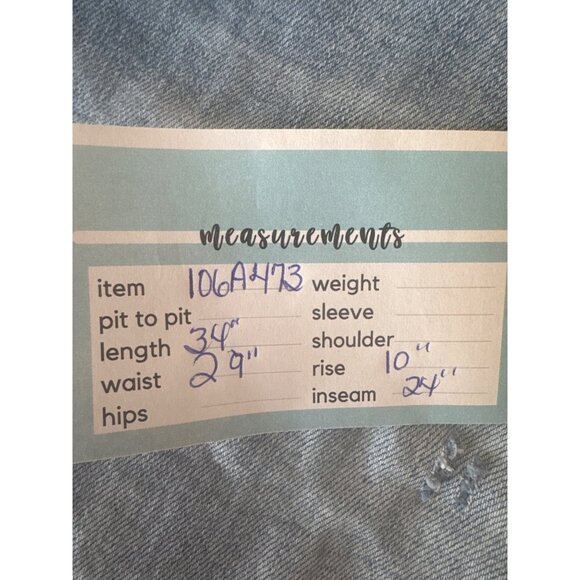 measurements
item 106A473
pit to pit
length 34"
waist 29"
hips
weight
sleeve
shoulder
rise 10"
inseam 24"